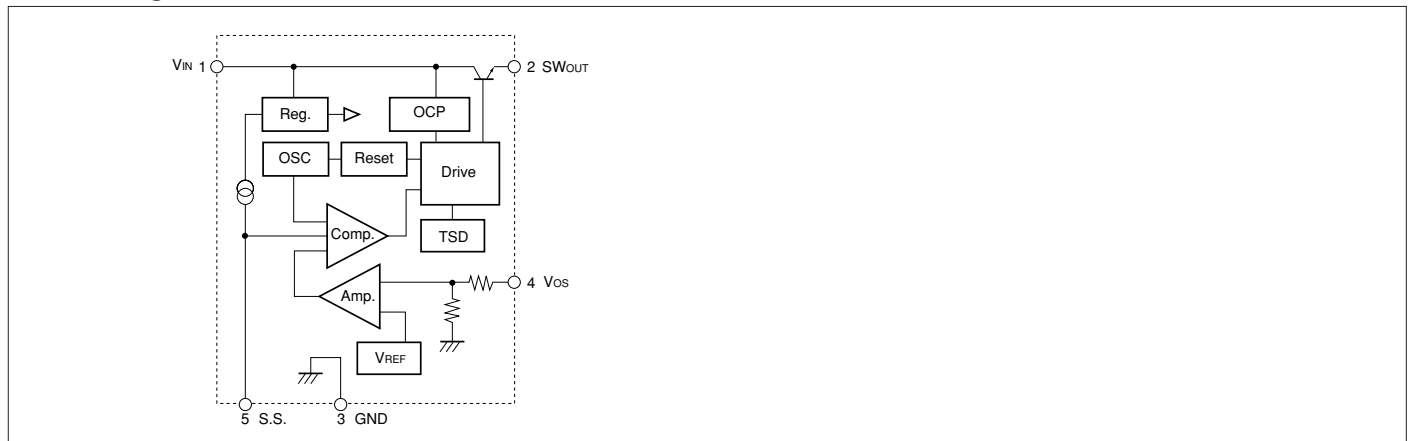 VIN 1
2 SWOUT
Reg.
OCP
OSC
Reset
Drive
Comp.
TSD
4 VOS
Amp.
VREF
5 S.S.
3 GND